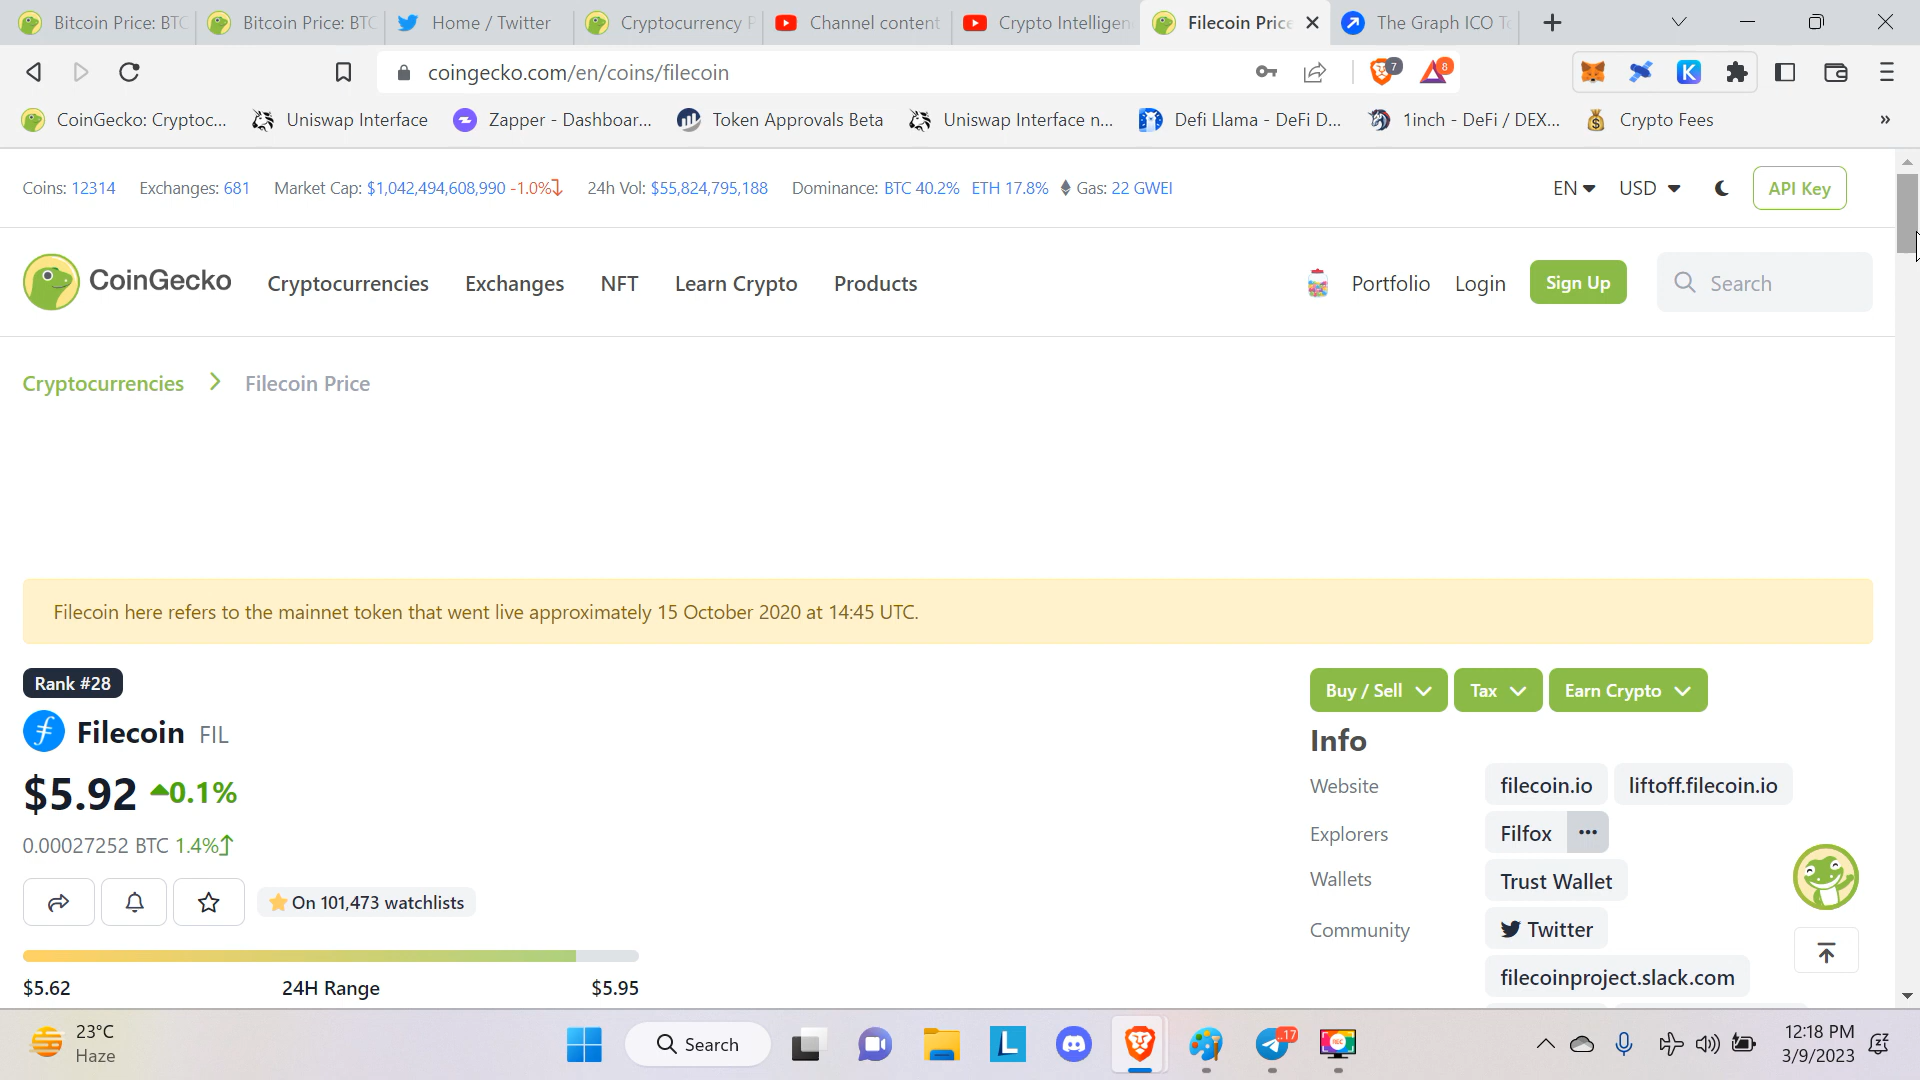 Bitcoin Price: BTC Bitcoin Price: BTC Home / Twitter Cryptocurrency P Channel content Crypto Intelligen Filecoin Price The Graph ICO To
coingecko.com/en/coins/filecoin 7 8
CoinGecko: Cryptoc... Uniswap Interface Zapper - Dashboar... Token Approvals Beta Uniswap Interface n... Defi Llama - DeFi D... 1inch - DeFi / DEX... Crypto Fees »
Coins: 12314 Exchanges: 681 Market Cap: $1,042,494,608,990 -1.0% 24h Vol: $55,824,795,188 Dominance: BTC 40.2% ETH 17.8% Gas: 22 GWEI EN USD API Key
CoinGecko Cryptocurrencies Exchanges NFT Learn Crypto Products Portfolio Login Sign Up Search
Cryptocurrencies Filecoin Price
Filecoin here refers to the mainnet token that went live approximately 15 October 2020 at 14:45 UTC.
Rank #28
Filecoin FIL
$5.92 0.1%
0.00027252 BTC 1.4%
On 101,473 watchlists
$5.62 24H Range $5.95
Buy / Sell Tax Earn Crypto
Info
Website filecoin.io liftoff.filecoin.io
Explorers Filfox ...
Wallets Trust Wallet
Community Twitter
filecoinproject.slack.com
23°C
Haze
Search
L
17
REC
12:18 PM
3/9/2023